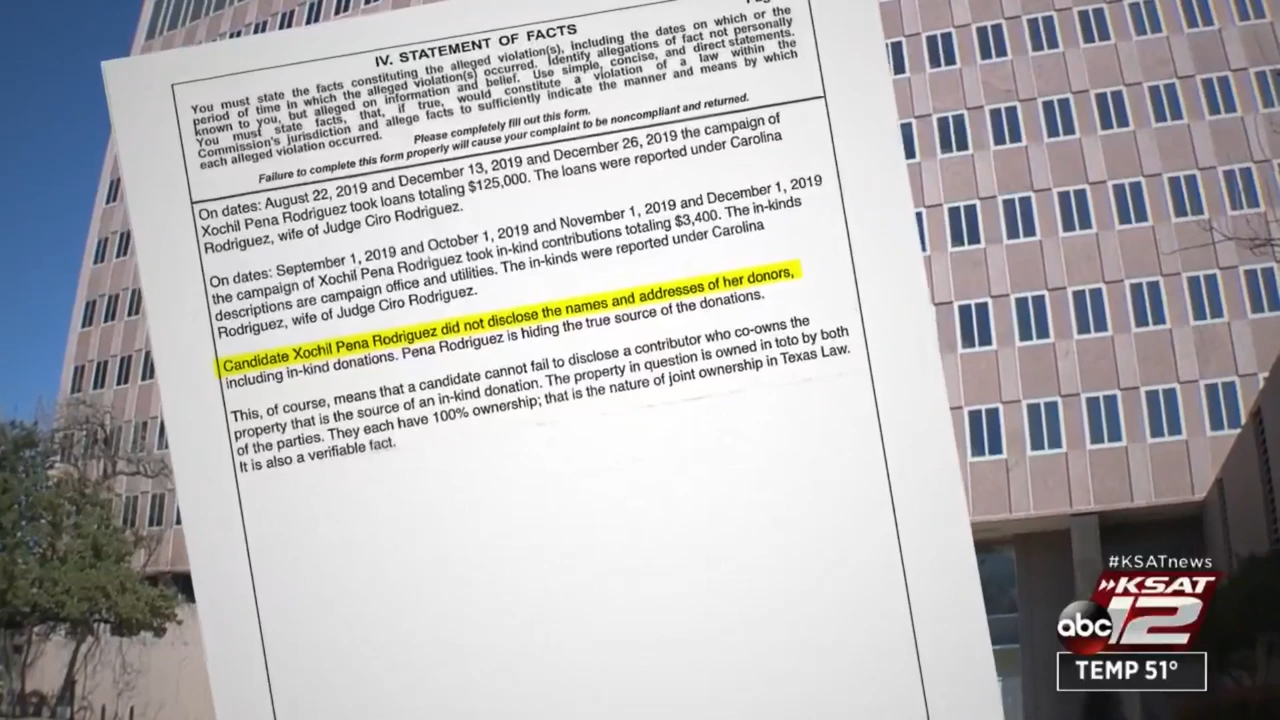 IV. STATEMENT OF FACTS
You must state the facts constituting the alleged violation(s), including the dates on which or the
period of time in which the alleged violation(s) occurred. Identify allegations of fact not personally
known to you, but alleged on information and belief. Use simple, concise, and direct statements.
You must state facts, that, if true, would constitute a violation of a law within the
Commission's jurisdiction and allege facts to sufficiently indicate the manner and means by which
each alleged violation occurred.
Please completely fill out this form.
Failure to complete this form properly will cause your complaint to be noncompliant and returned.
On dates: August 22, 2019 and December 13, 2019 and December 26, 2019 the campaign of
Xochil Pena Rodriguez took loans totaling $125,000. The loans were reported under Carolina
Rodriguez, wife of Judge Ciro Rodriguez.
On dates: September 1, 2019 and October 1, 2019 and November 1, 2019 and December 1, 2019
the campaign of Xochil Pena Rodriguez took in-kind contributions totaling $3,400. The in-kinds
descriptions are campaign office and utilities. The in-kinds were reported under Carolina
Rodriguez, wife of Judge Ciro Rodriguez.
Candidate Xochil Pena Rodriguez did not disclose the names and addresses of her donors,
including in-kind donations. Pena Rodriguez is hiding the true source of the donations.
This, of course, means that a candidate cannot fail to disclose a contributor who co-owns the
property that is the source of an in-kind donation. The property in question is owned in toto by both
of the parties. They each have 100% ownership; that is the nature of joint ownership in Texas Law.
It is also a verifiable fact.
#KSATnews
KSAT
abc 12
TEMP 51°